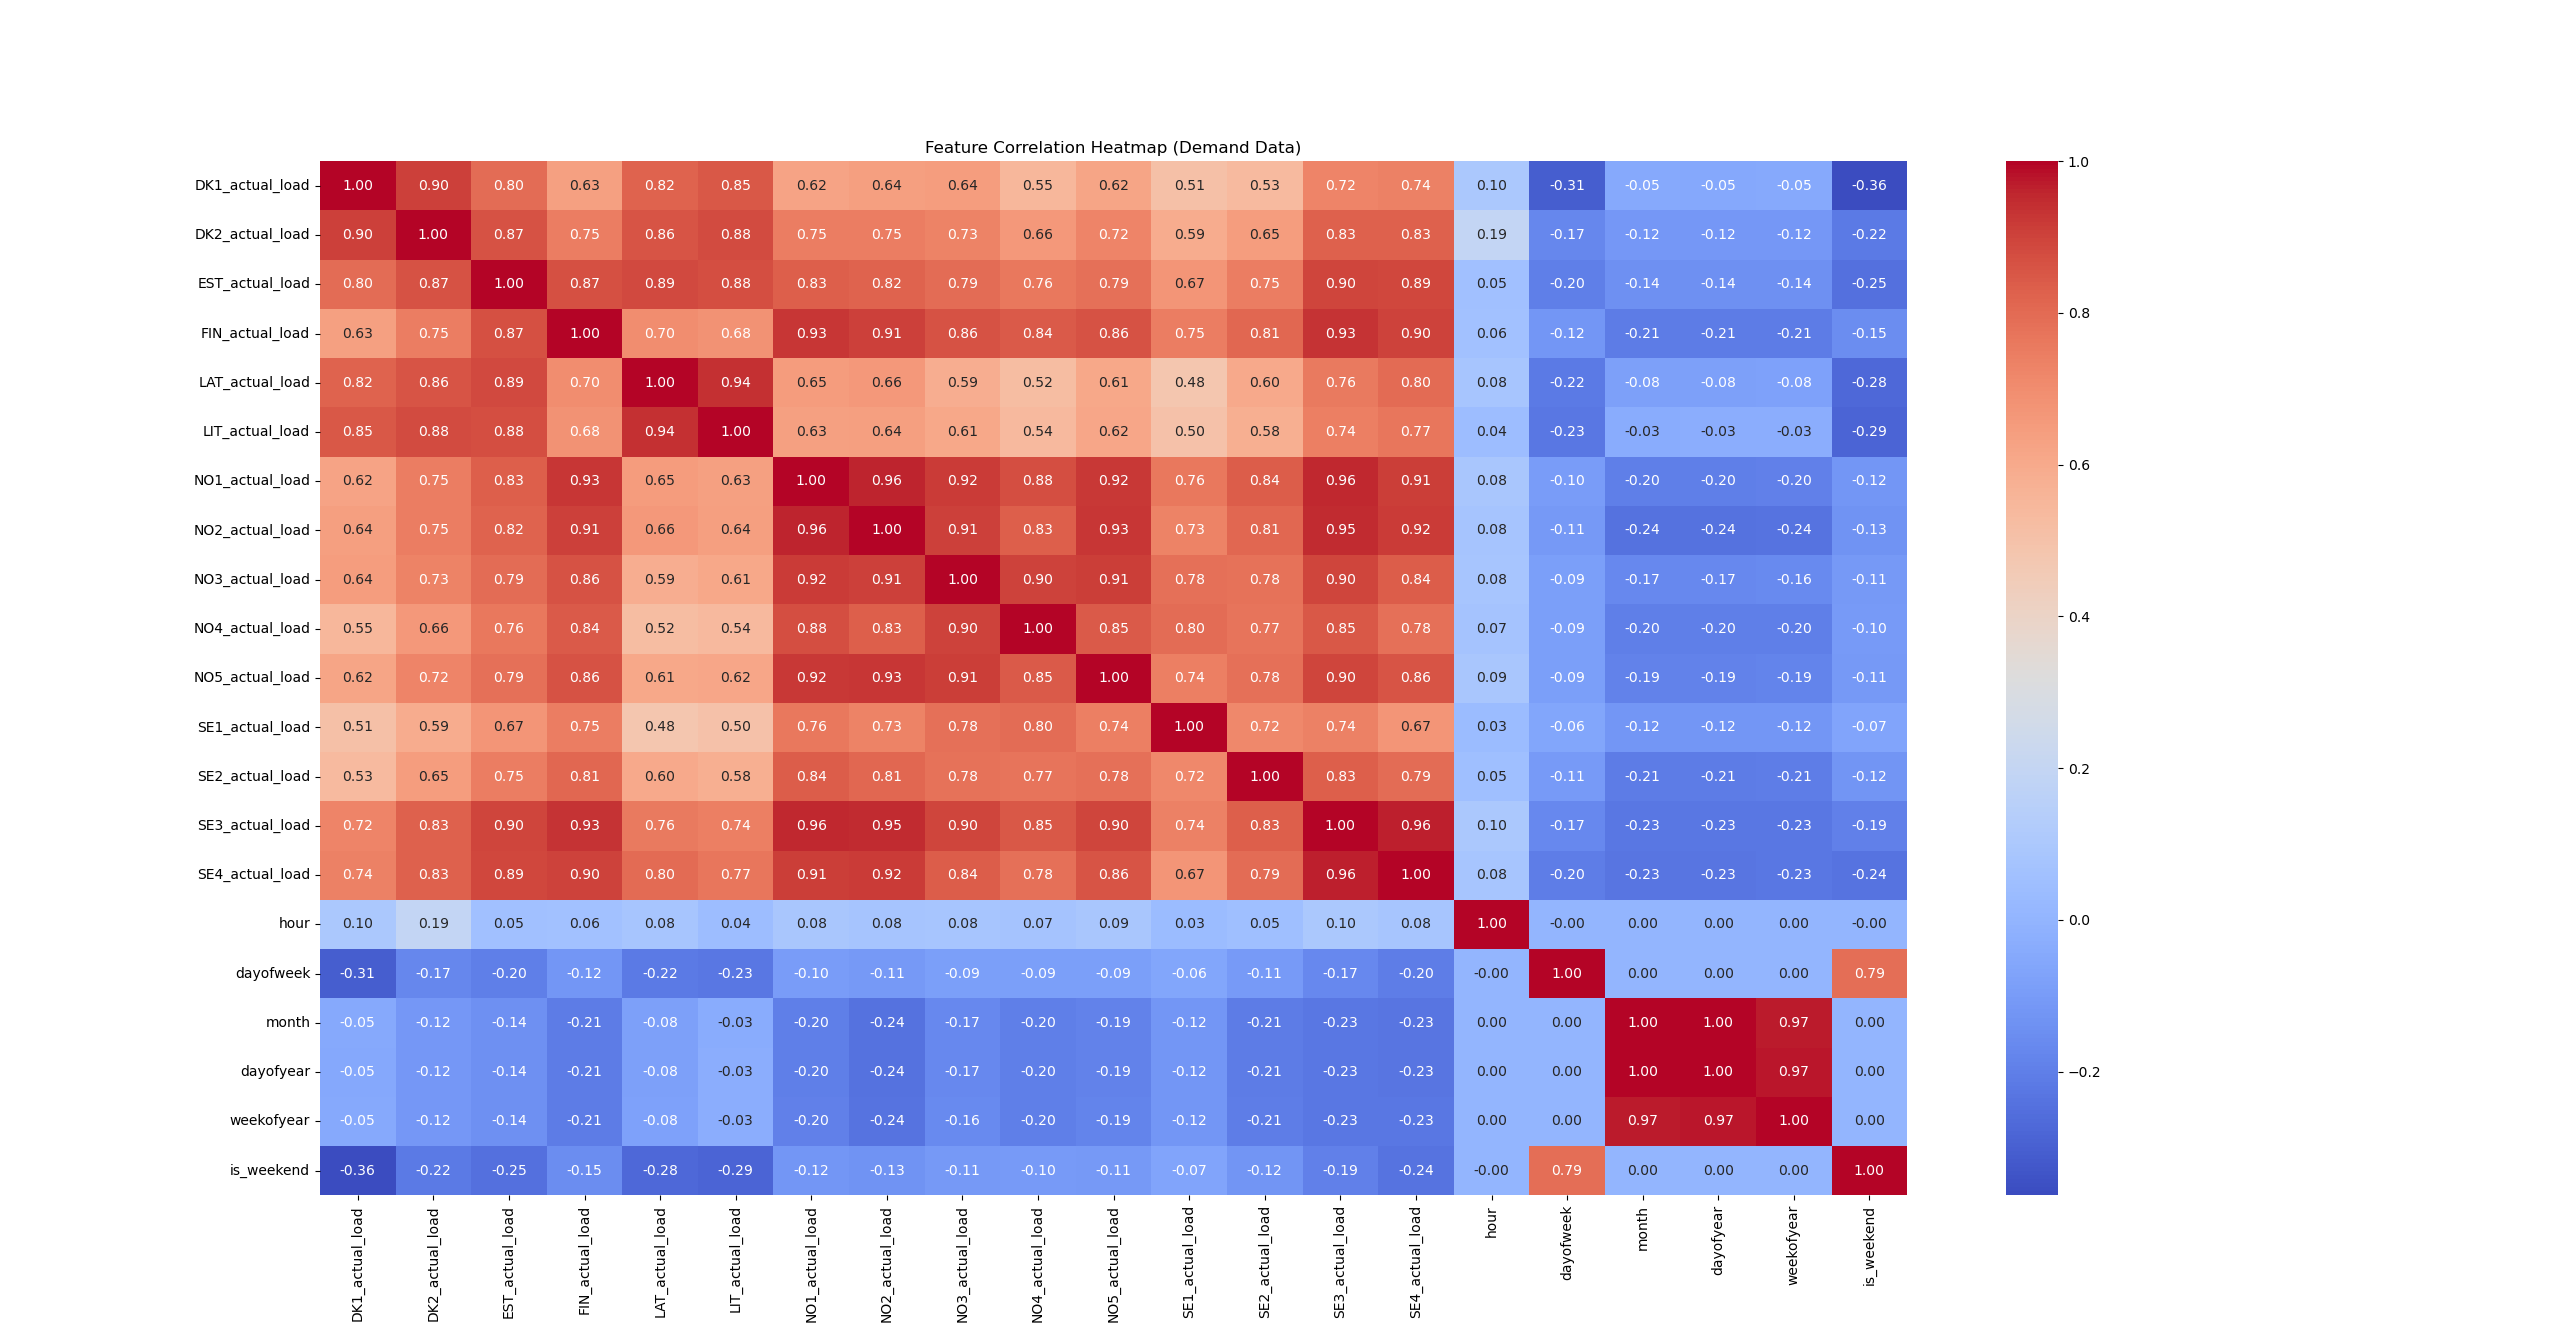 Feature Correlation Heatmap (Demand Data)
DK1_actual_load 1.00 0.90 0.80 0.63 0.82 0.85 0.62 0.64 0.64 0.55 0.62 0.51 0.53 0.72 0.74 0.10 -0.31 -0.05 -0.05 -0.05 -0.36
DK2_actual_load 0.90 1.00 0.87 0.75 0.86 0.88 0.75 0.75 0.73 0.66 0.72 0.59 0.65 0.83 0.83 0.19 -0.17 -0.12 -0.12 -0.12 -0.22
EST_actual_load 0.80 0.87 1.00 0.87 0.89 0.88 0.83 0.82 0.79 0.76 0.79 0.67 0.75 0.90 0.89 0.05 -0.20 -0.14 -0.14 -0.14 -0.25
FIN_actual_load 0.63 0.75 0.87 1.00 0.70 0.68 0.93 0.91 0.86 0.84 0.86 0.75 0.81 0.93 0.90 0.06 -0.12 -0.21 -0.21 -0.21 -0.15
LAT_actual_load 0.82 0.86 0.89 0.70 1.00 0.94 0.65 0.66 0.59 0.52 0.61 0.48 0.60 0.76 0.80 0.08 -0.22 -0.08 -0.08 -0.08 -0.28
LIT_actual_load 0.85 0.88 0.88 0.68 0.94 1.00 0.63 0.64 0.61 0.54 0.62 0.50 0.58 0.74 0.77 0.04 -0.23 -0.03 -0.03 -0.03 -0.29
NO1_actual_load 0.62 0.75 0.83 0.93 0.65 0.63 1.00 0.96 0.92 0.88 0.92 0.76 0.84 0.96 0.91 0.08 -0.10 -0.20 -0.20 -0.20 -0.12
NO2_actual_load 0.64 0.75 0.82 0.91 0.66 0.64 0.96 1.00 0.91 0.83 0.93 0.73 0.81 0.95 0.92 0.08 -0.11 -0.24 -0.24 -0.24 -0.13
NO3_actual_load 0.64 0.73 0.79 0.86 0.59 0.61 0.92 0.91 1.00 0.90 0.91 0.78 0.78 0.90 0.84 0.08 -0.09 -0.17 -0.17 -0.16 -0.11
NO4_actual_load 0.55 0.66 0.76 0.84 0.52 0.54 0.88 0.83 0.90 1.00 0.85 0.80 0.77 0.85 0.78 0.07 -0.09 -0.20 -0.20 -0.20 -0.10
NO5_actual_load 0.62 0.72 0.79 0.86 0.61 0.62 0.92 0.93 0.91 0.85 1.00 0.74 0.78 0.90 0.86 0.09 -0.09 -0.19 -0.19 -0.19 -0.11
SE1_actual_load 0.51 0.59 0.67 0.75 0.48 0.50 0.76 0.73 0.78 0.80 0.74 1.00 0.72 0.74 0.67 0.03 -0.06 -0.12 -0.12 -0.12 -0.07
SE2_actual_load 0.53 0.65 0.75 0.81 0.60 0.58 0.84 0.81 0.78 0.77 0.78 0.72 1.00 0.83 0.79 0.05 -0.11 -0.21 -0.21 -0.21 -0.12
SE3_actual_load 0.72 0.83 0.90 0.93 0.76 0.74 0.96 0.95 0.90 0.85 0.90 0.74 0.83 1.00 0.96 0.10 -0.17 -0.23 -0.23 -0.23 -0.19
SE4_actual_load 0.74 0.83 0.89 0.90 0.80 0.77 0.91 0.92 0.84 0.78 0.86 0.67 0.79 0.96 1.00 0.08 -0.20 -0.23 -0.23 -0.23 -0.24
hour 0.10 0.19 0.05 0.06 0.08 0.04 0.08 0.08 0.08 0.07 0.09 0.03 0.05 0.10 0.08 1.00 -0.00 0.00 0.00 0.00 -0.00
dayofweek -0.31 -0.17 -0.20 -0.12 -0.22 -0.23 -0.10 -0.11 -0.09 -0.09 -0.09 -0.06 -0.11 -0.17 -0.20 -0.00 1.00 0.00 0.00 0.00 0.79
month -0.05 -0.12 -0.14 -0.21 -0.08 -0.03 -0.20 -0.24 -0.17 -0.20 -0.19 -0.12 -0.21 -0.23 -0.23 0.00 0.00 1.00 1.00 0.97 0.00
dayofyear -0.05 -0.12 -0.14 -0.21 -0.08 -0.03 -0.20 -0.24 -0.17 -0.20 -0.19 -0.12 -0.21 -0.23 -0.23 0.00 0.00 1.00 1.00 0.97 0.00
weekofyear -0.05 -0.12 -0.14 -0.21 -0.08 -0.03 -0.20 -0.24 -0.16 -0.20 -0.19 -0.12 -0.21 -0.23 -0.23 0.00 0.00 0.97 0.97 1.00 0.00
is_weekend -0.36 -0.22 -0.25 -0.15 -0.28 -0.29 -0.12 -0.13 -0.11 -0.10 -0.11 -0.07 -0.12 -0.19 -0.24 -0.00 0.79 0.00 0.00 0.00 1.00
DK1_actual_load
DK2_actual_load
EST_actual_load
FIN_actual_load
LAT_actual_load
LIT_actual_load
NO1_actual_load
NO2_actual_load
NO3_actual_load
NO4_actual_load
NO5_actual_load
SE1_actual_load
SE2_actual_load
SE3_actual_load
SE4_actual_load
hour
dayofweek
month
dayofyear
weekofyear
is_weekend
1.0
0.8
0.6
0.4
0.2
0.0
−0.2